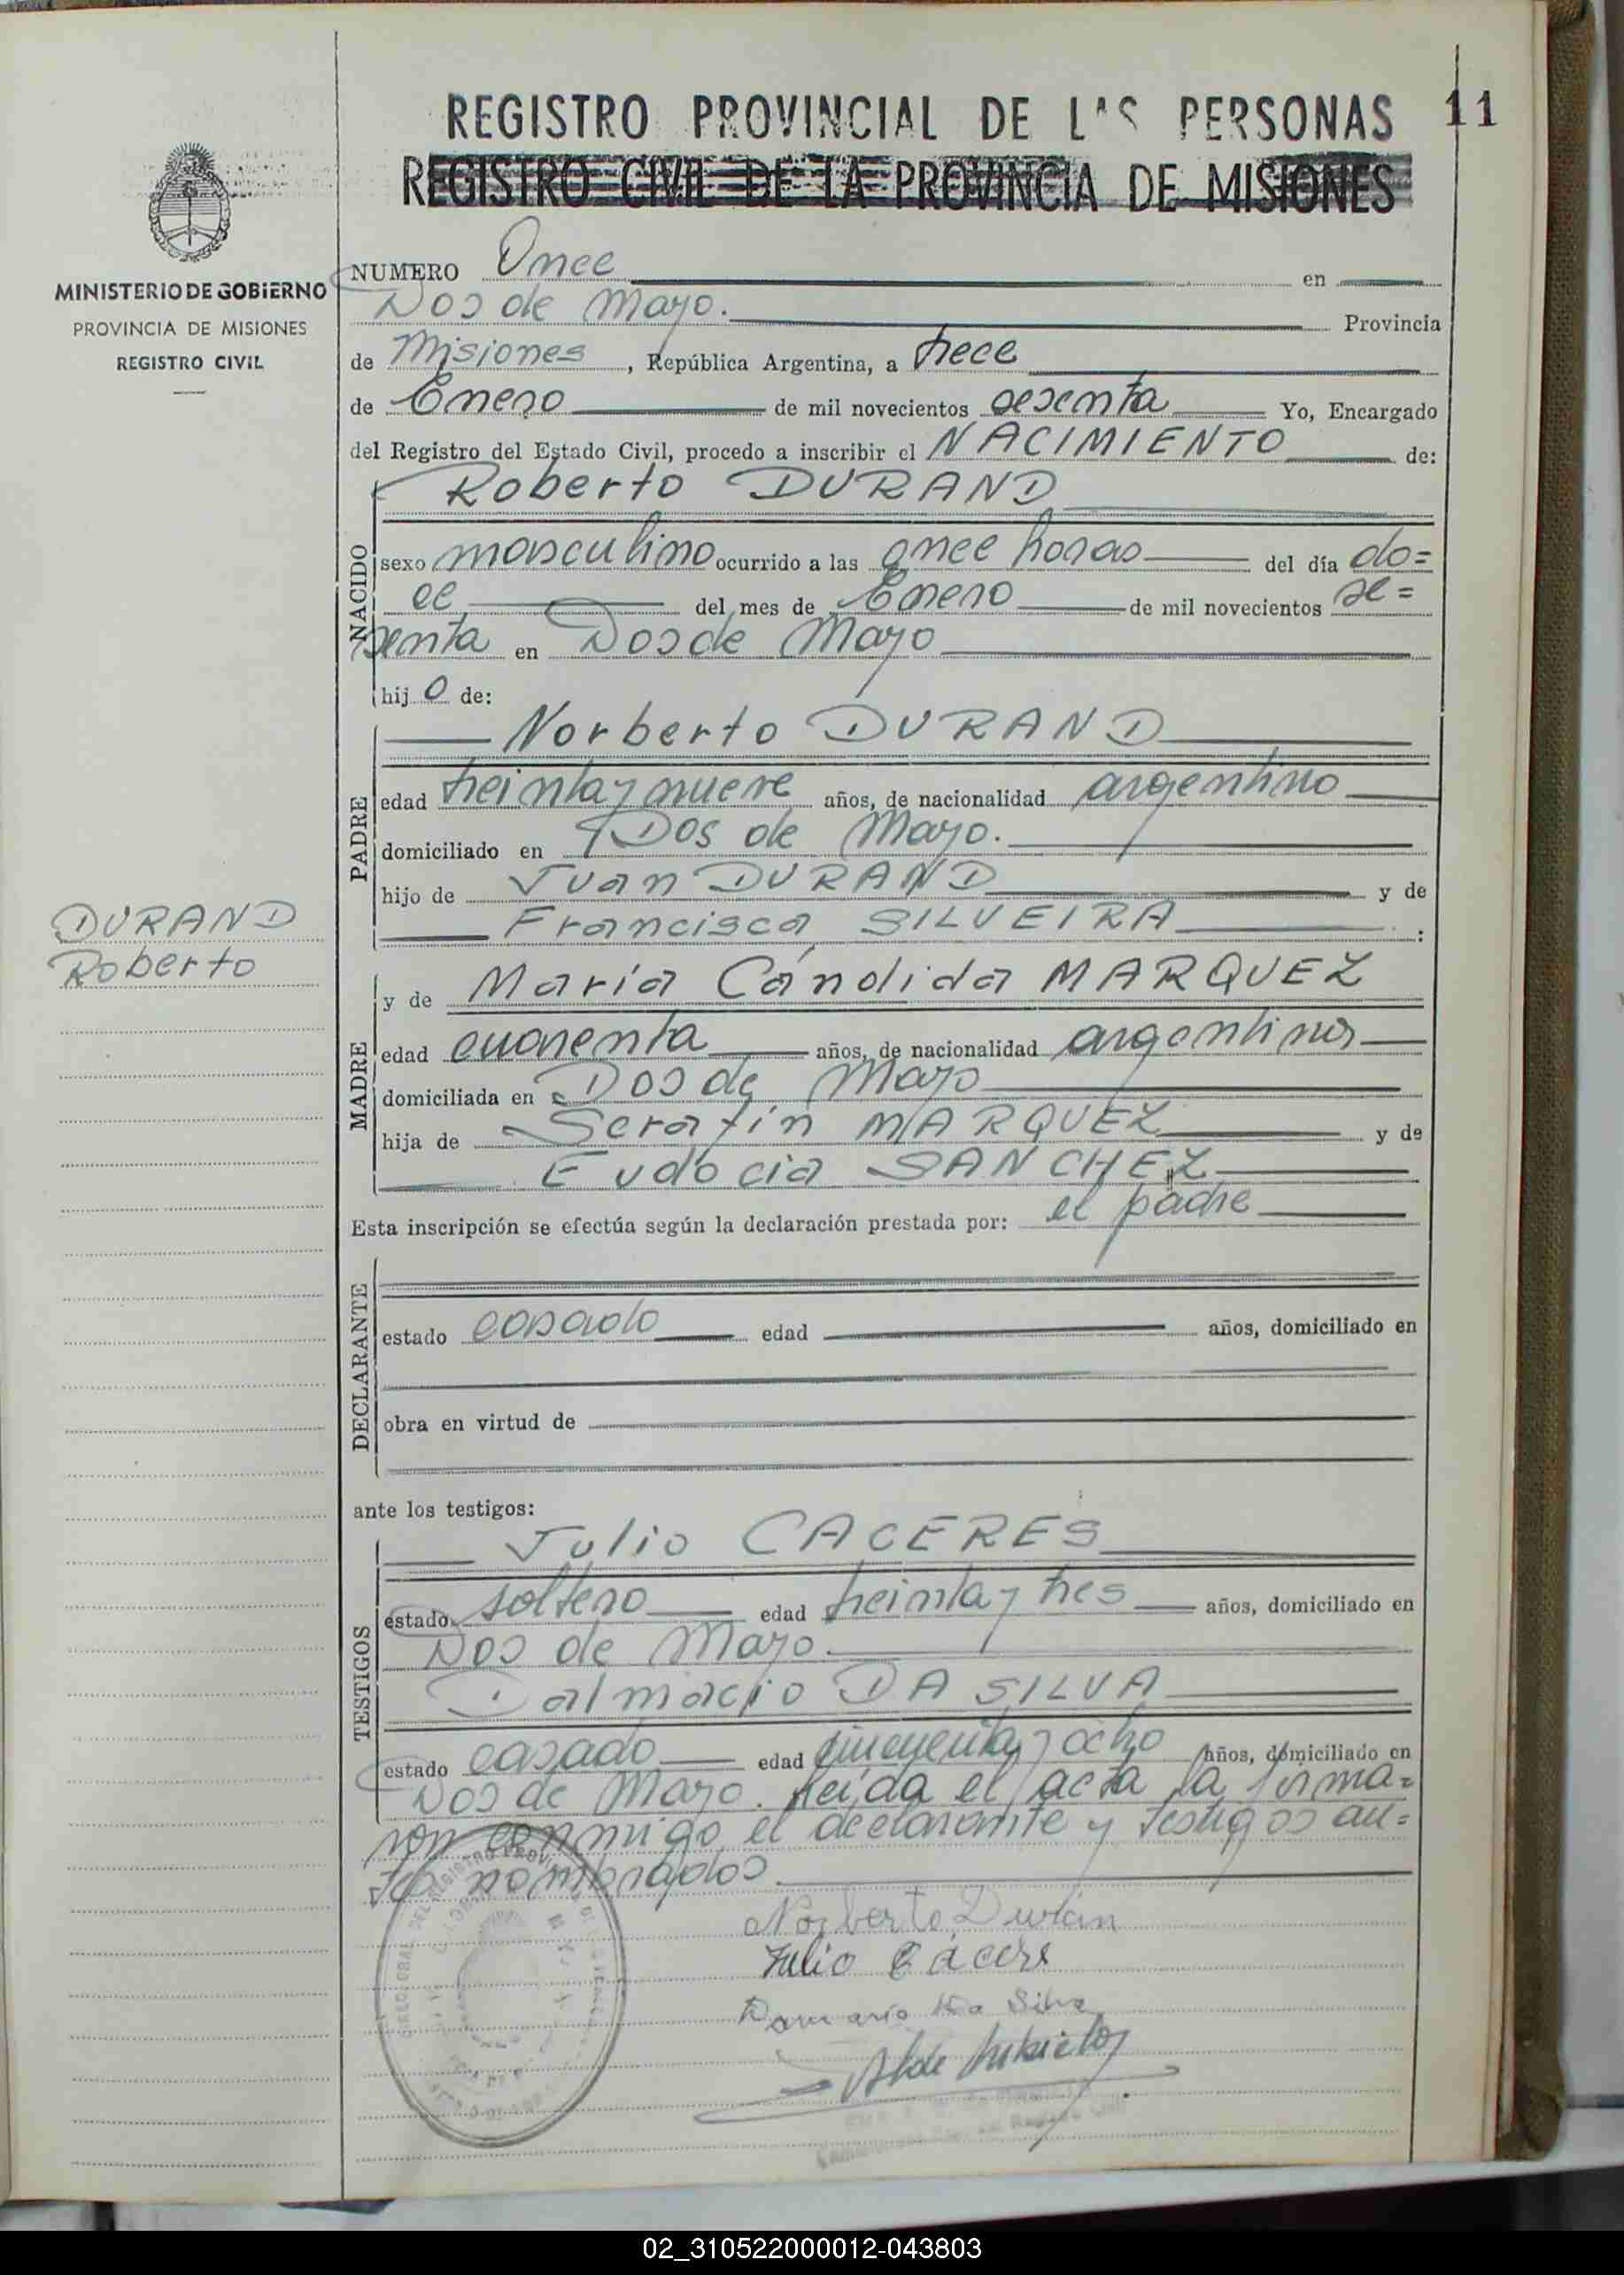 REGISTRO PROVINCIAL DE LAS PERSONAS 11
REGISTRO CIVIL DE LA PROVINCIA DE MISIONES
MINISTERIO DE GOBIERNO
PROVINCIA DE MISIONES
REGISTRO CIVIL
NUMERO Once en
Dos de Mayo. Provincia
de Misiones, República Argentina, a trece
de Enero de mil novecientos sesenta Yo, Encargado
del Registro del Estado Civil, procedo a inscribir el NACIMIENTO de:
NACIDO
Roberto DURAND
sexo masculino ocurrido a las once horas del día do=
ce del mes de Enero de mil novecientos se=
senta en Dos de Mayo
hijo de:
PADRE
Norberto DURAND
edad treinta y nueve años, de nacionalidad argentino
domiciliado en Dos de Mayo.
hijo de Juan DURAND y de
Francisca SILVEIRA :
DURAND
Roberto
MADRE
y de María Cándida MARQUEZ
edad cuarenta años, de nacionalidad argentina
domiciliada en Dos de Mayo
hija de Serafín MARQUEZ y de
Eudocia SANCHEZ
Esta inscripción se efectúa según la declaración prestada por: el padre
DECLARANTE
estado casado edad años, domiciliado en
obra en virtud de
ante los testigos:
TESTIGOS
Julio CACERES
estado soltero edad treinta y tres años, domiciliado en
Dos de Mayo.
Dalmacio DA SILVA
estado casado edad cincuenta y ocho años, domiciliado en
Dos de Mayo. Leída el acta la firma=
ron conmigo el declarante y testigos an=
tes nombrados.
Norberto Durán
Julio Cáceres
Da Silva
02_310522000012-043803